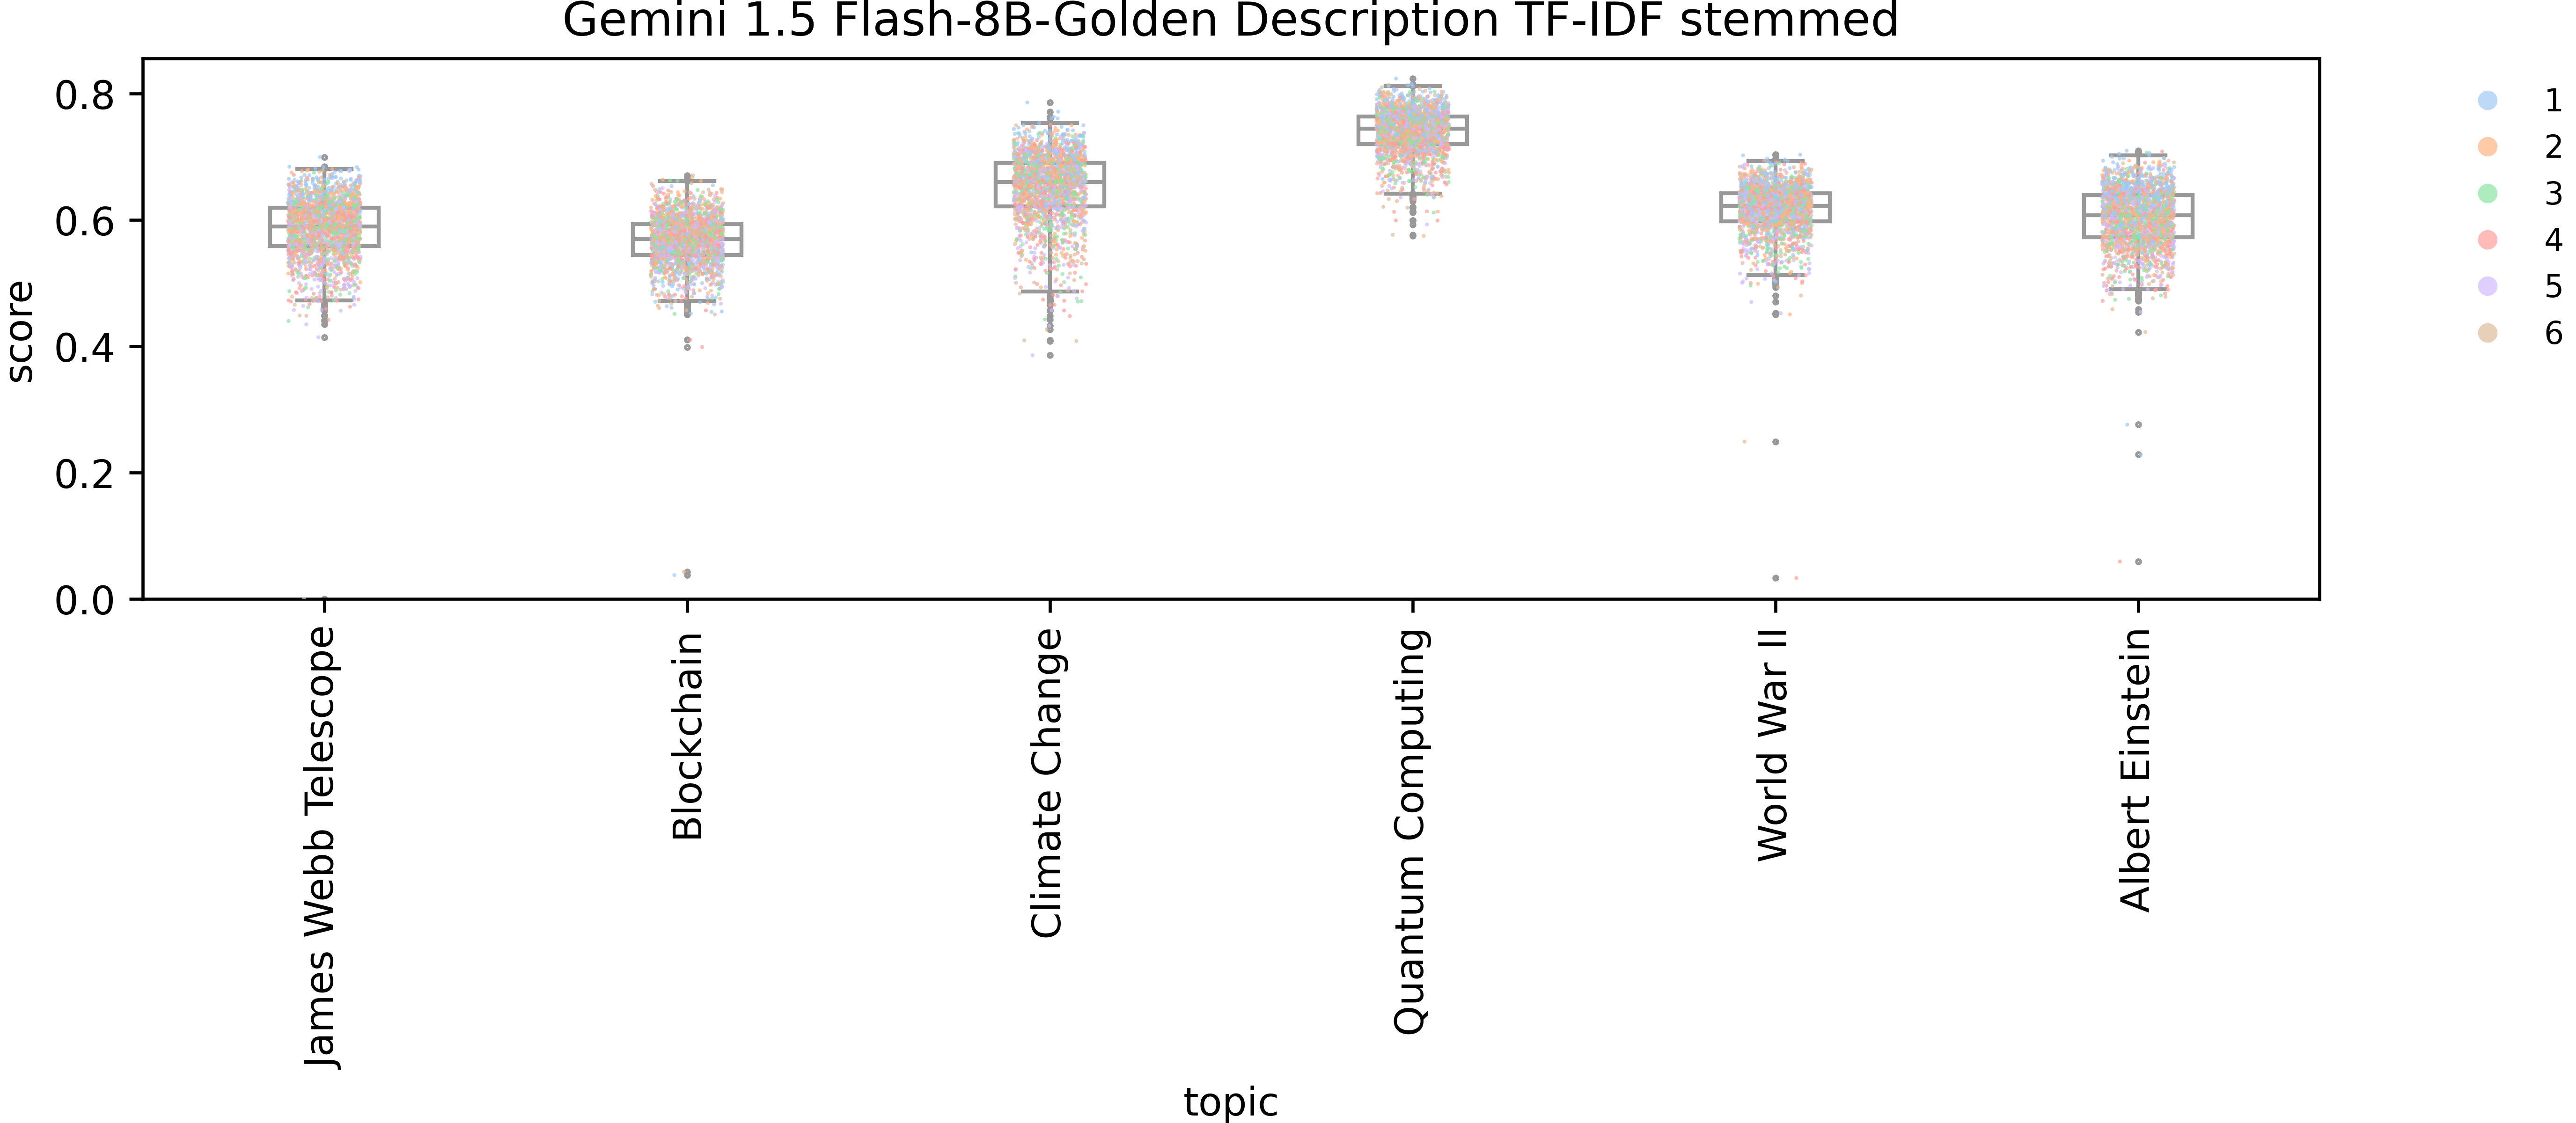 Gemini 1.5 Flash-8B-Golden Description TF-IDF stemmed
score
0.8
0.6
0.4
0.2
0.0
James Webb Telescope
Blockchain
Climate Change
Quantum Computing
World War II
Albert Einstein
topic
1
2
3
4
5
6